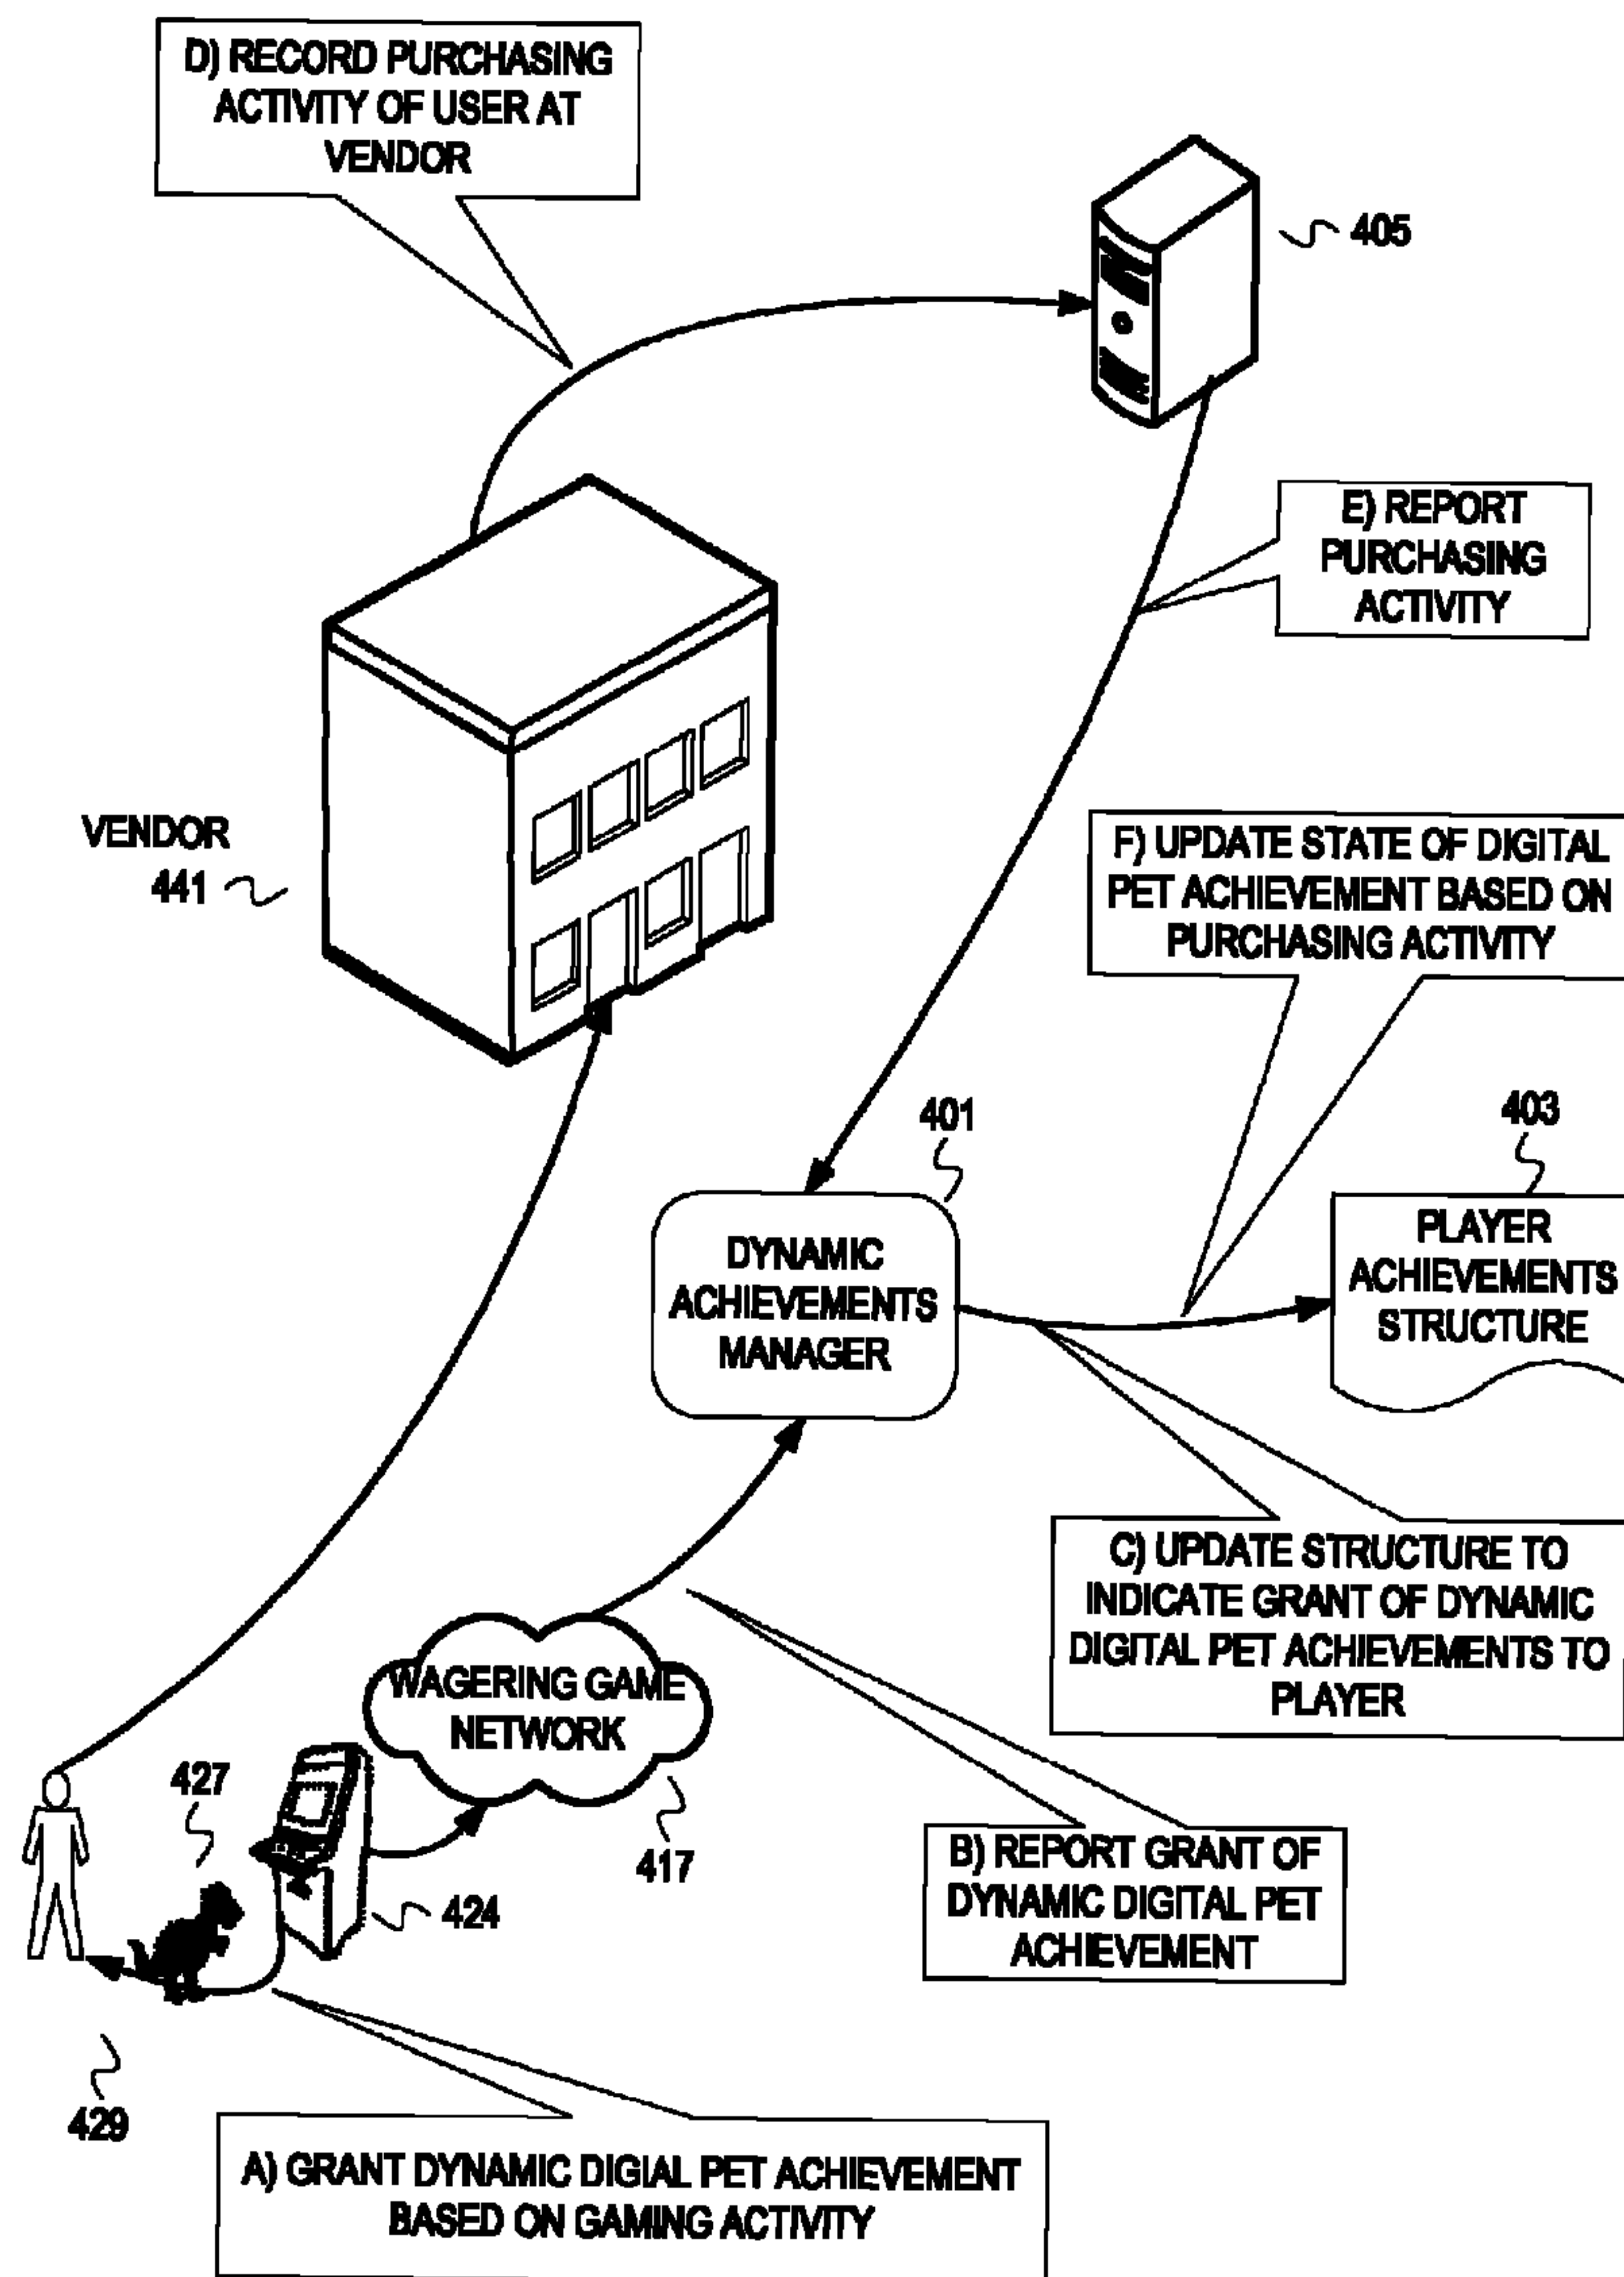 D) RECORD PURCHASING
ACTIVITY OF USER AT
VENDOR
405
E) REPORT
PURCHASING
ACTIVITY
VENDOR
441
F) UPDATE STATE OF DIGITAL
PET ACHIEVEMENT BASED ON
PURCHASING ACTIVITY
401
403
DYNAMIC
ACHIEVEMENTS
MANAGER
PLAYER
ACHIEVEMENTS
STRUCTURE
C) UPDATE STRUCTURE TO
INDICATE GRANT OF DYNAMIC
DIGITAL PET ACHIEVEMENTS TO
PLAYER
WAGERING GAME
NETWORK
427
417
424
B) REPORT GRANT OF
DYNAMIC DIGITAL PET
ACHIEVEMENT
429
A) GRANT DYNAMIC DIGIAL PET ACHIEVEMENT
BASED ON GAMING ACTIVITY